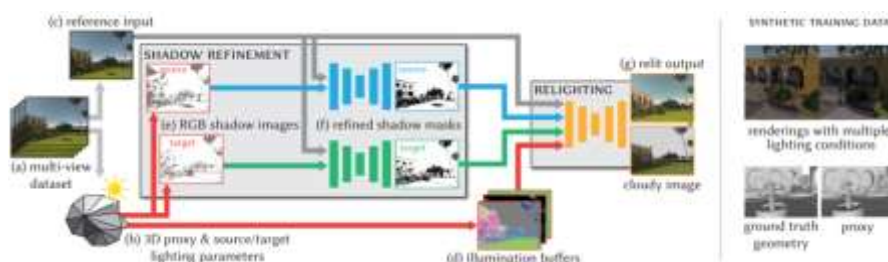 (c) reference input
SHADOW REFINEMENT
source
source
(e) RGB shadow images
(f) refined shadow masks
target
target
(a) multi-view
dataset
(b) 3D proxy & source/target
lighting parameters
RELIGHTING
(g) relit output
cloudy image
(d) illumination buffers
SYNTHETIC TRAINING DATA
renderings with multiple
lighting conditions
ground truth
geometry
proxy